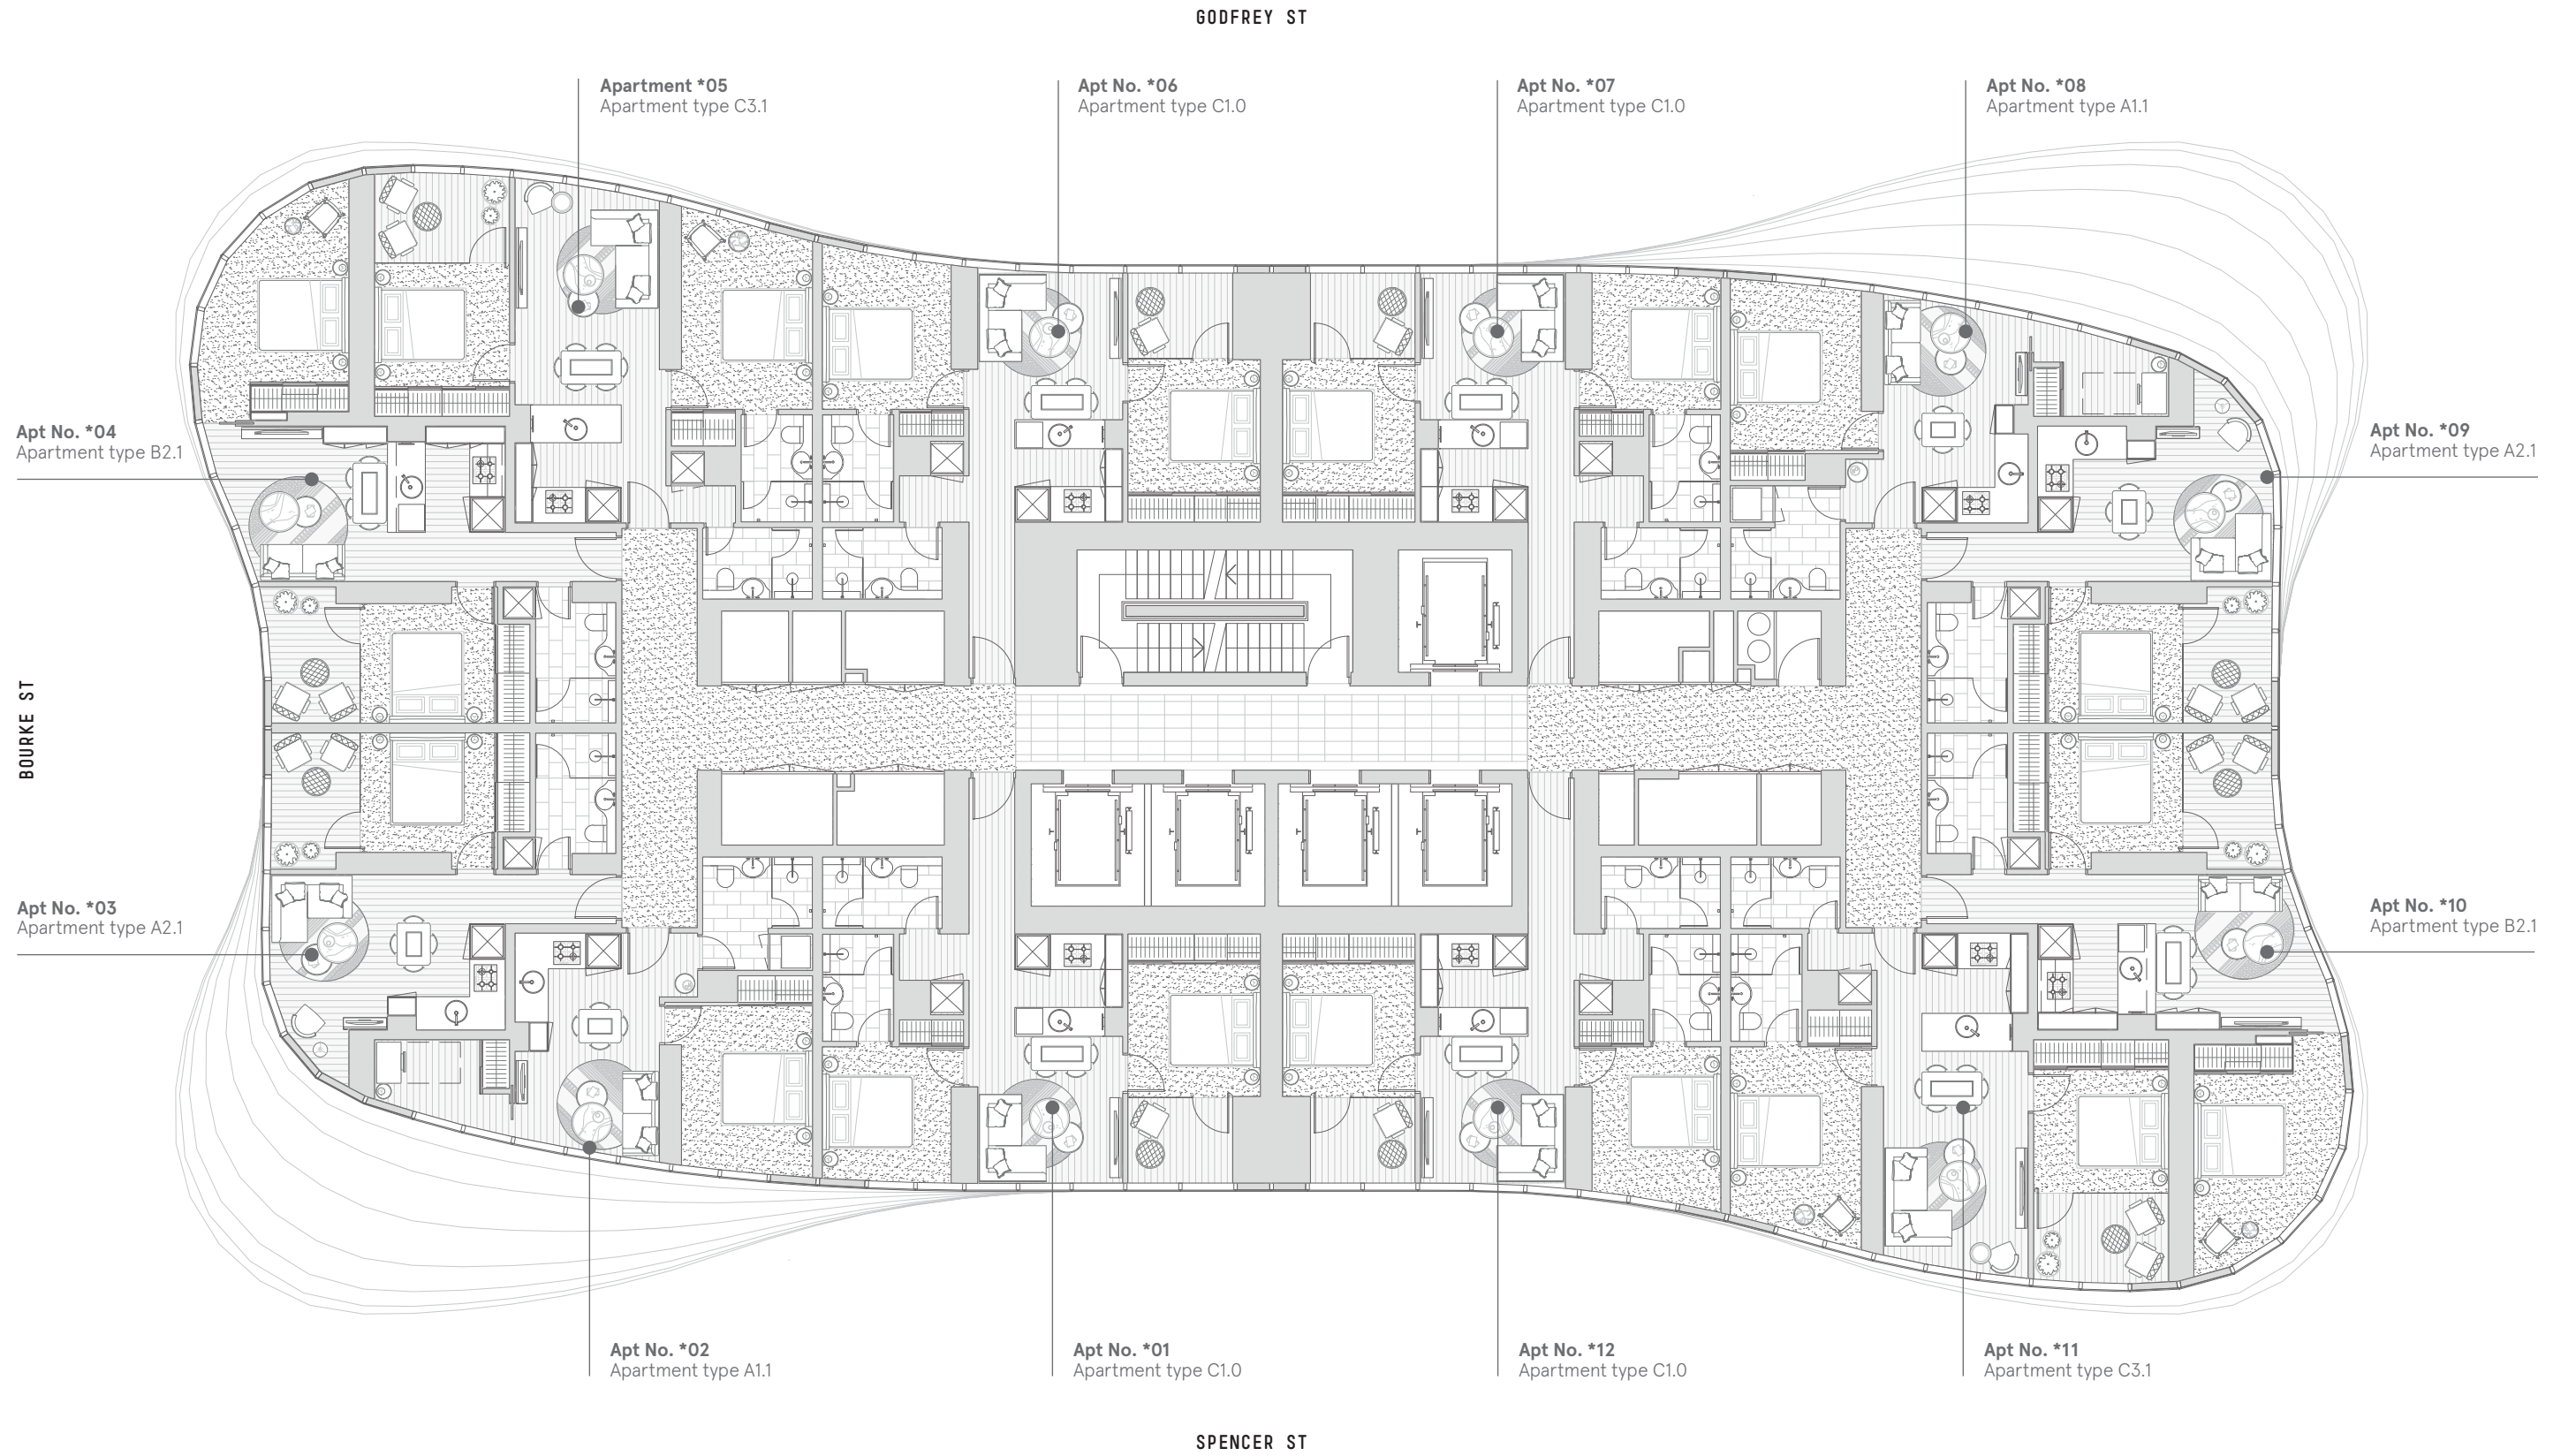 GODFREY ST
Apartment *05
Apartment type C3.1
Apt No. *06
Apartment type C1.0
Apt No. *07
Apartment type C1.0
Apt No. *08
Apartment type A1.1
Apt No. *04
Apartment type B2.1
Apt No. *09
Apartment type A2.1
BOURKE ST
Apt No. *03
Apartment type A2.1
Apt No. *10
Apartment type B2.1
Apt No. *02
Apartment type A1.1
Apt No. *01
Apartment type C1.0
Apt No. *12
Apartment type C1.0
Apt No. *11
Apartment type C3.1
SPENCER ST